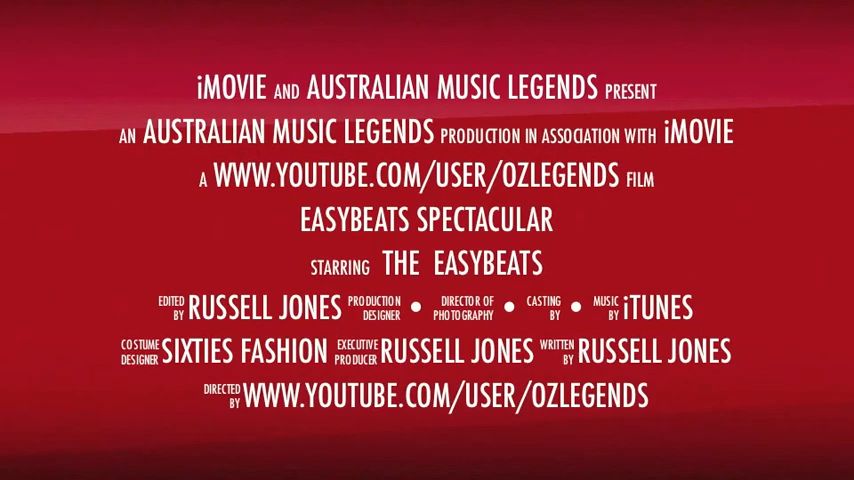 iMOVIE AND AUSTRALIAN MUSIC LEGENDS PRESENT
AN AUSTRALIAN MUSIC LEGENDS PRODUCTION IN ASSOCIATION WITH iMOVIE
A WWW.YOUTUBE.COM/USER/OZLEGENDS FILM
EASYBEATS SPECTACULAR
STARRING THE EASYBEATS
EDITED BY RUSSELL JONES PRODUCTION DESIGNER • DIRECTOR OF PHOTOGRAPHY • CASTING BY • MUSIC BY iTUNES
COSTUME DESIGNER SIXTIES FASHION EXECUTIVE PRODUCER RUSSELL JONES WRITTEN BY RUSSELL JONES
DIRECTED BY WWW.YOUTUBE.COM/USER/OZLEGENDS